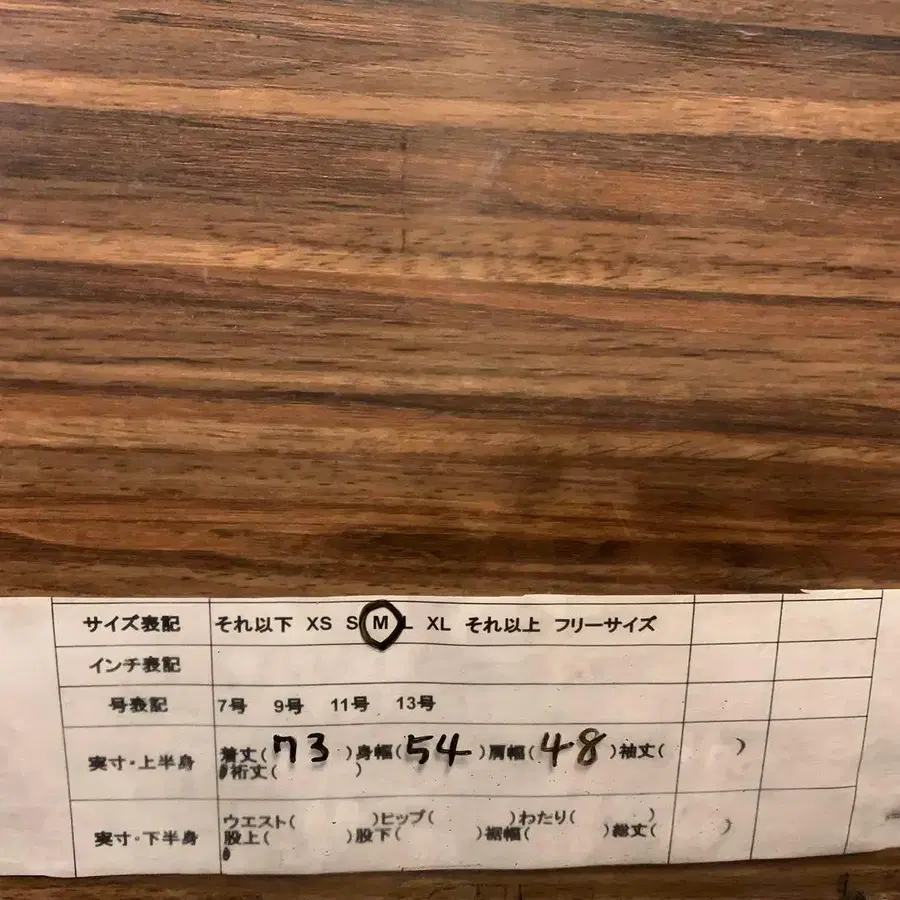 サイズ表記 それ以下 XS S M L XL それ以上 フリーサイズ
インチ表記
号表記 7号 9号 11号 13号
実寸・上半身 着丈(73)身幅(54)肩幅(48)袖丈( )
裄丈( )
実寸・下半身 ウエスト( )ヒップ( )わたり( )
股上( )股下( )裾幅( )総丈( )